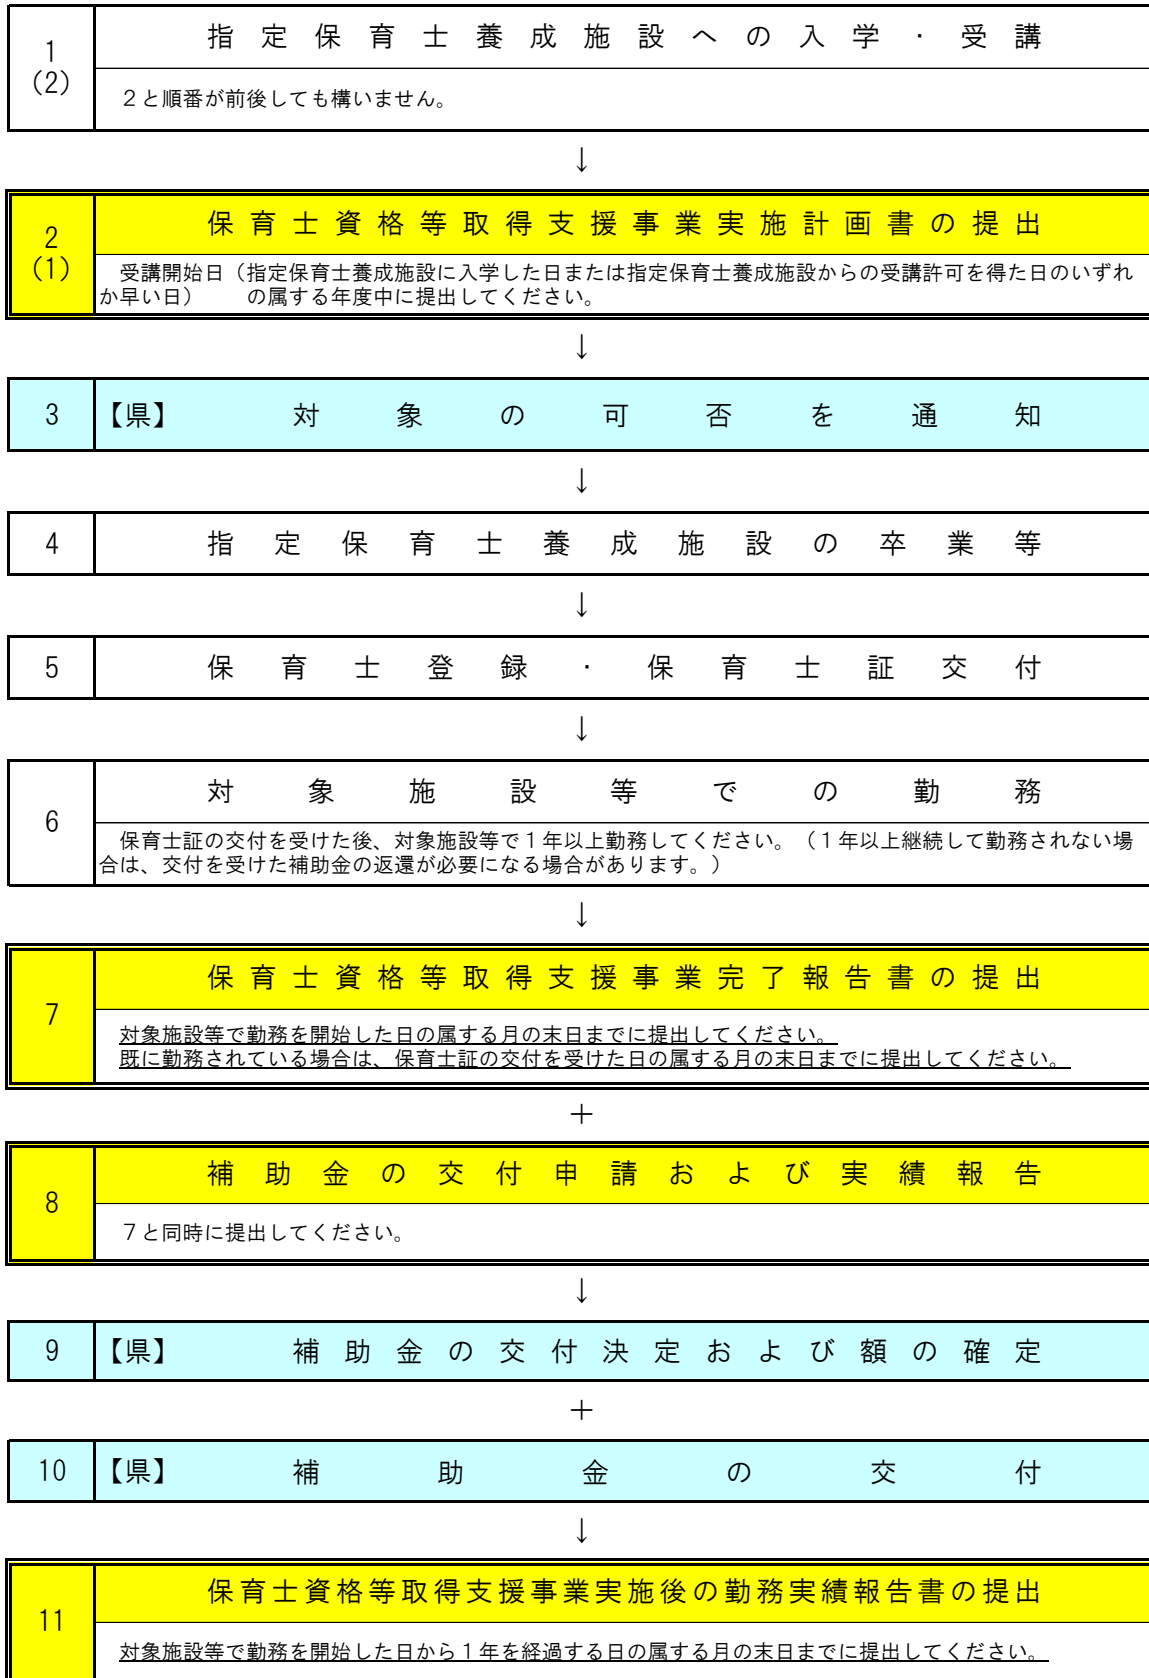 1
(2)
指定保育士養成施設への入学・受講
２と順番が前後しても構いません。
↓
2
(1)
保育士資格等取得支援事業実施計画書の提出
受講開始日（指定保育士養成施設に入学した日または指定保育士養成施設からの受講許可を得た日のいずれ
か早い日）　　の属する年度中に提出してください。
↓
3
【県】 対象の可否を通知
↓
4
指定保育士養成施設の卒業等
↓
5
保育士登録・保育士証交付
↓
6
対象施設等での勤務
保育士証の交付を受けた後、対象施設等で１年以上勤務してください。（１年以上継続して勤務されない場
合は、交付を受けた補助金の返還が必要になる場合があります。）
↓
7
保育士資格等取得支援事業完了報告書の提出
対象施設等で勤務を開始した日の属する月の末日までに提出してください。
既に勤務されている場合は、保育士証の交付を受けた日の属する月の末日までに提出してください。
＋
8
補助金の交付申請および実績報告
７と同時に提出してください。
↓
9
【県】 補助金の交付決定および額の確定
＋
10
【県】 補助金の交付
↓
11
保育士資格等取得支援事業実施後の勤務実績報告書の提出
対象施設等で勤務を開始した日から１年を経過する日の属する月の末日までに提出してください。